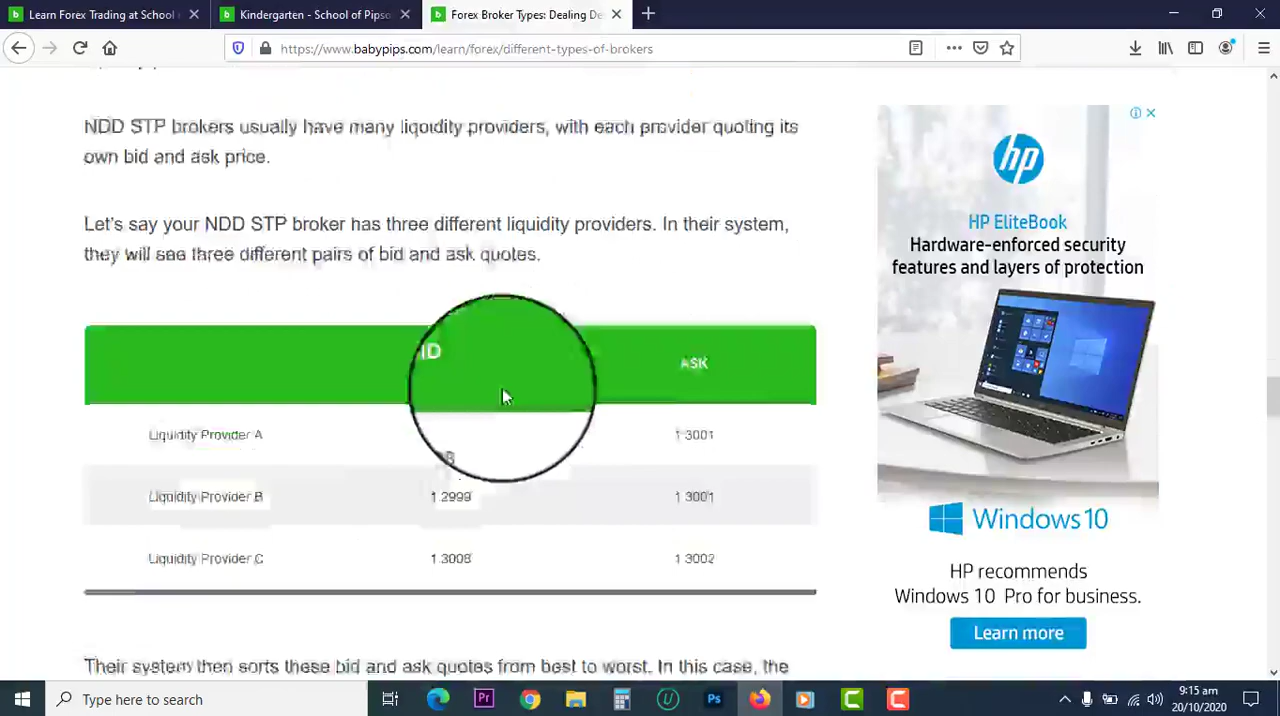 Learn Forex Trading at School
Kindergarten - School of Pipso
Forex Broker Types: Dealing De
https://www.babypips.com/learn/forex/different-types-of-brokers
NDD STP brokers usually have many liquidity providers, with each provider quoting its
own bid and ask price.
Let's say your NDD STP broker has three different liquidity providers. In their system,
they will see three different pairs of bid and ask quotes.
ID ASK
Liquidity Provider A 1.3001
Liquidity Provider B 1.2999 1.3001
Liquidity Provider C 1.3002
Their system then sorts these bid and ask quotes from best to worst. In this case, the
hp
HP EliteBook
Hardware-enforced security
features and layers of protection
Windows 10
HP recommends
Windows 10 Pro for business.
Learn more
Type here to search
Pr
Ps
9:15 am
20/10/2020